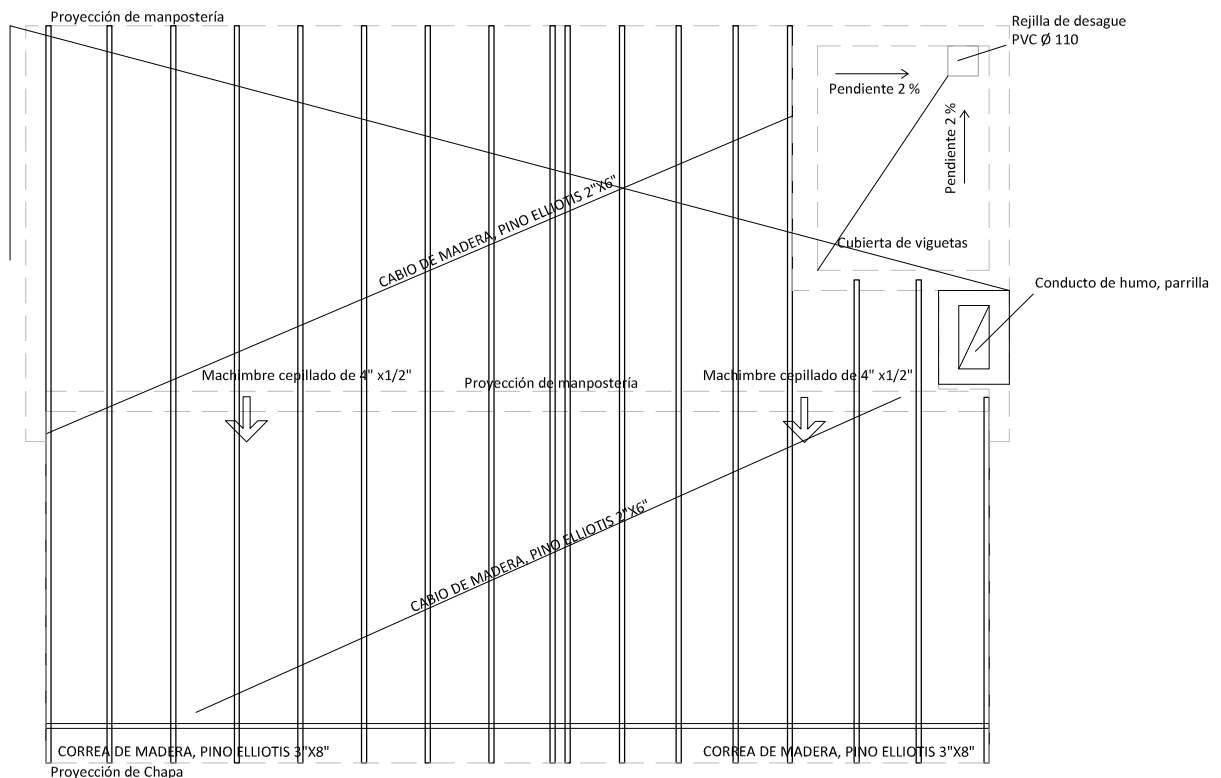 Proyección de manpostería
Rejilla de desague
PVC Ø 110
Pendiente 2 %
Pendiente 2 %
CABIO DE MADERA, PINO ELLIOTIS 2"X6"
Cubierta de viguetas
Conducto de humo, parrilla
Machimbre cepillado de 4" x1/2"
Proyección de manpostería
Machimbre cepillado de 4" x1/2"
CABIO DE MADERA, PINO ELLIOTIS 2"X6"
CORREA DE MADERA, PINO ELLIOTIS 3"X8"
CORREA DE MADERA, PINO ELLIOTIS 3"X8"
Proyección de Chapa